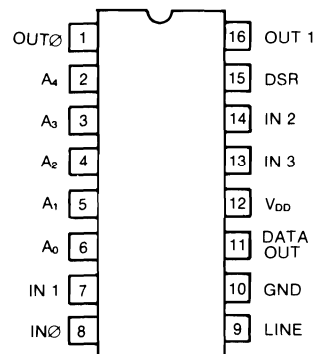 OUTØ 1 16 OUT 1
A₄ 2 15 DSR
A₃ 3 14 IN 2
A₂ 4 13 IN 3
A₁ 5 12 VDD
A₀ 6 11 DATA OUT
IN 1 7 10 GND
INØ 8 9 LINE